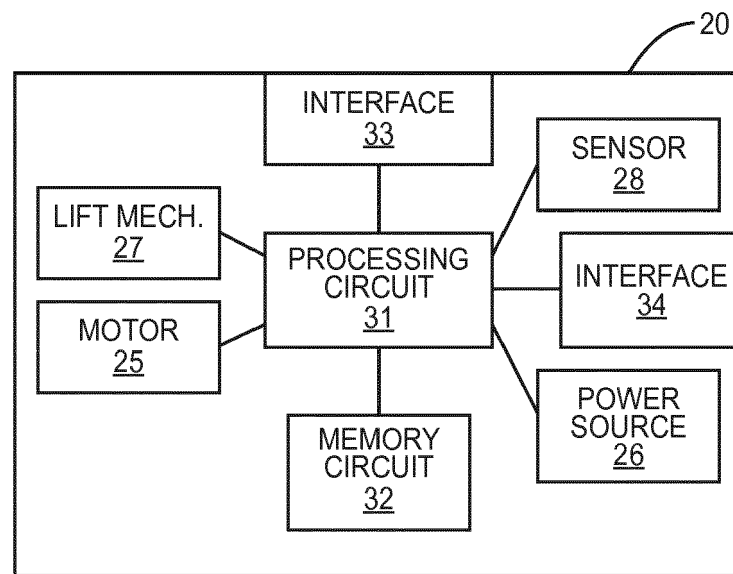 20
INTERFACE
33
SENSOR
28
LIFT MECH.
27
PROCESSING
CIRCUIT
31
INTERFACE
34
MOTOR
25
POWER
SOURCE
26
MEMORY
CIRCUIT
32